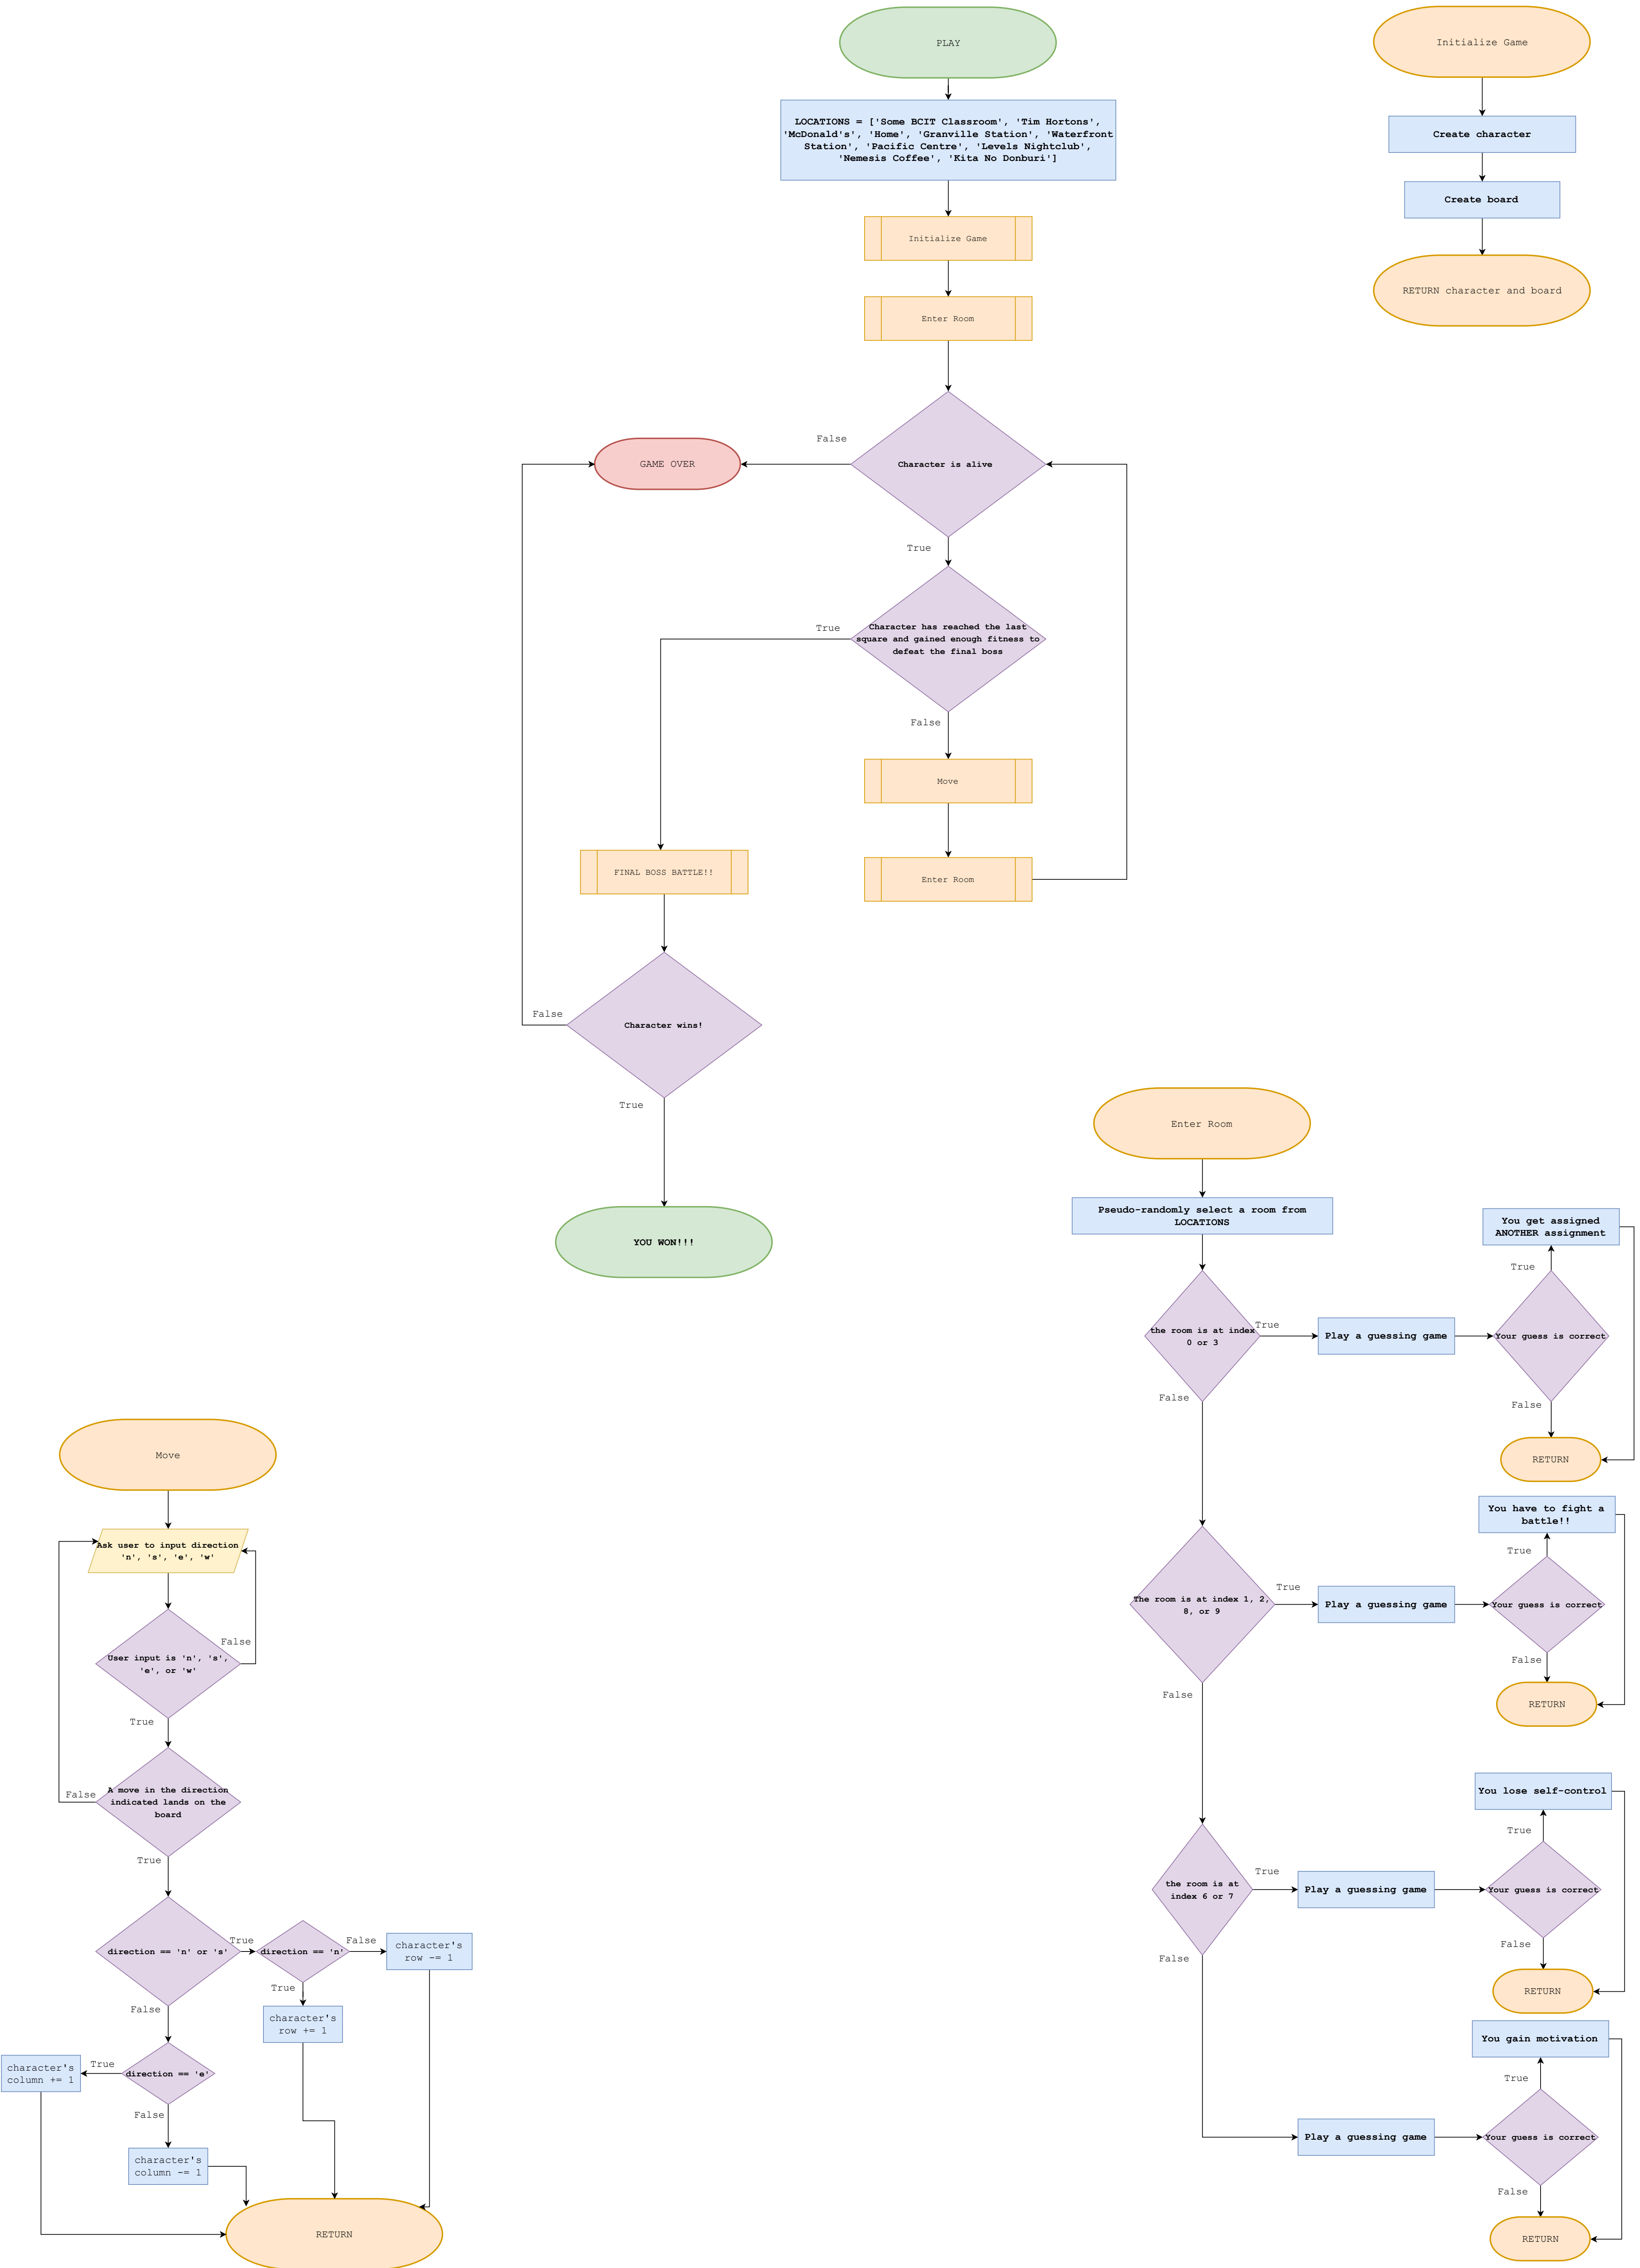 PLAY
LOCATIONS = ['Some BCIT Classroom', 'Tim Hortons',
'McDonald's', 'Home', 'Granville Station', 'Waterfront
Station', 'Pacific Centre', 'Levels Nightclub',
'Nemesis Coffee', 'Kita No Donburi']
Initialize Game
Enter Room
Character is alive
False
GAME OVER
True
Character has reached the last
square and gained enough fitness to
defeat the final boss
True
False
Move
Enter Room
FINAL BOSS BATTLE!!
Character wins!
False
True
YOU WON!!!
Initialize Game
Create character
Create board
RETURN character and board
Enter Room
Pseudo-randomly select a room from
LOCATIONS
the room is at index
0 or 3
True
Play a guessing game
Your guess is correct
True
You get assigned
ANOTHER assignment
False
RETURN
False
The room is at index 1, 2,
8, or 9
True
Play a guessing game
Your guess is correct
True
You have to fight a
battle!!
False
RETURN
False
the room is at
index 6 or 7
True
Play a guessing game
Your guess is correct
True
You lose self-control
False
RETURN
False
Play a guessing game
Your guess is correct
True
You gain motivation
False
RETURN
Move
Ask user to input direction
'n', 's', 'e', 'w'
User input is 'n', 's',
'e', or 'w'
False
True
A move in the direction
indicated lands on the
board
False
True
direction == 'n' or 's'
True
direction == 'n'
False
character's
row -= 1
True
character's
row += 1
False
direction == 'e'
True
character's
column += 1
False
character's
column -= 1
RETURN